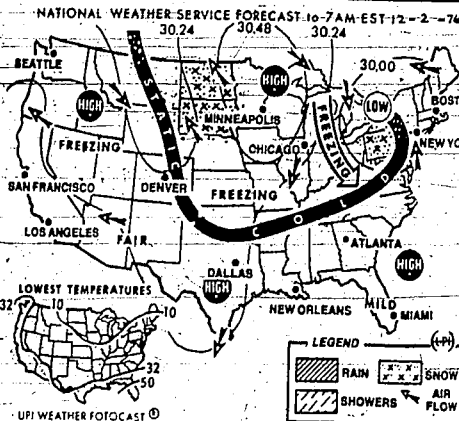 NATIONAL WEATHER SERVICE FORECAST to 7AM EST 12-2-76
30.24 30.48 30.24
30.00
SEATTLE
STATIC
HIGH
HIGH
LOW
BOST
MINNEAPOLIS
NEW YO
FREEZING
CHICAGO
FREEZING
SAN FRANCISCO
DENVER
FREEZING
COLD
LOS ANGELES
FAIR
ATLANTA
HIGH
DALLAS
HIGH
LOWEST TEMPERATURES
NEW ORLEANS
MILD
MIAMI
32 10 10
LEGEND
UPI
RAIN SNOW
32
50
SHOWERS AIR FLOW
UPI WEATHER FOTOCAST ®